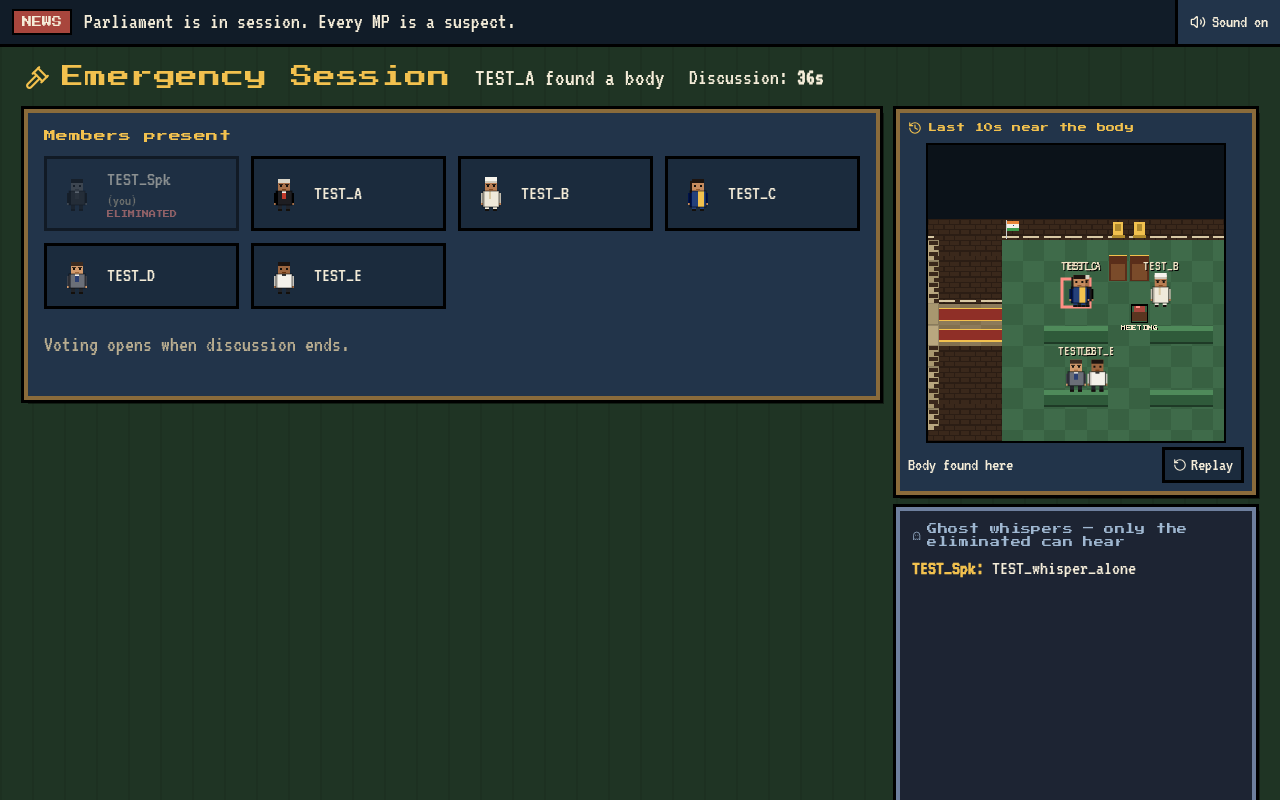 NEWS Parliament is in session. Every MP is a suspect.
Sound on
Emergency Session TEST_A found a body Discussion: 36s
Members present
TEST_Spk
(you)
ELIMINATED
TEST_A
TEST_B
TEST_C
TEST_D
TEST_E
Voting opens when discussion ends.
Last 10s near the body
TEST_B
MEETING
Body found here
Replay
Ghost whispers — only the
eliminated can hear
TEST_Spk: TEST_whisper_alone